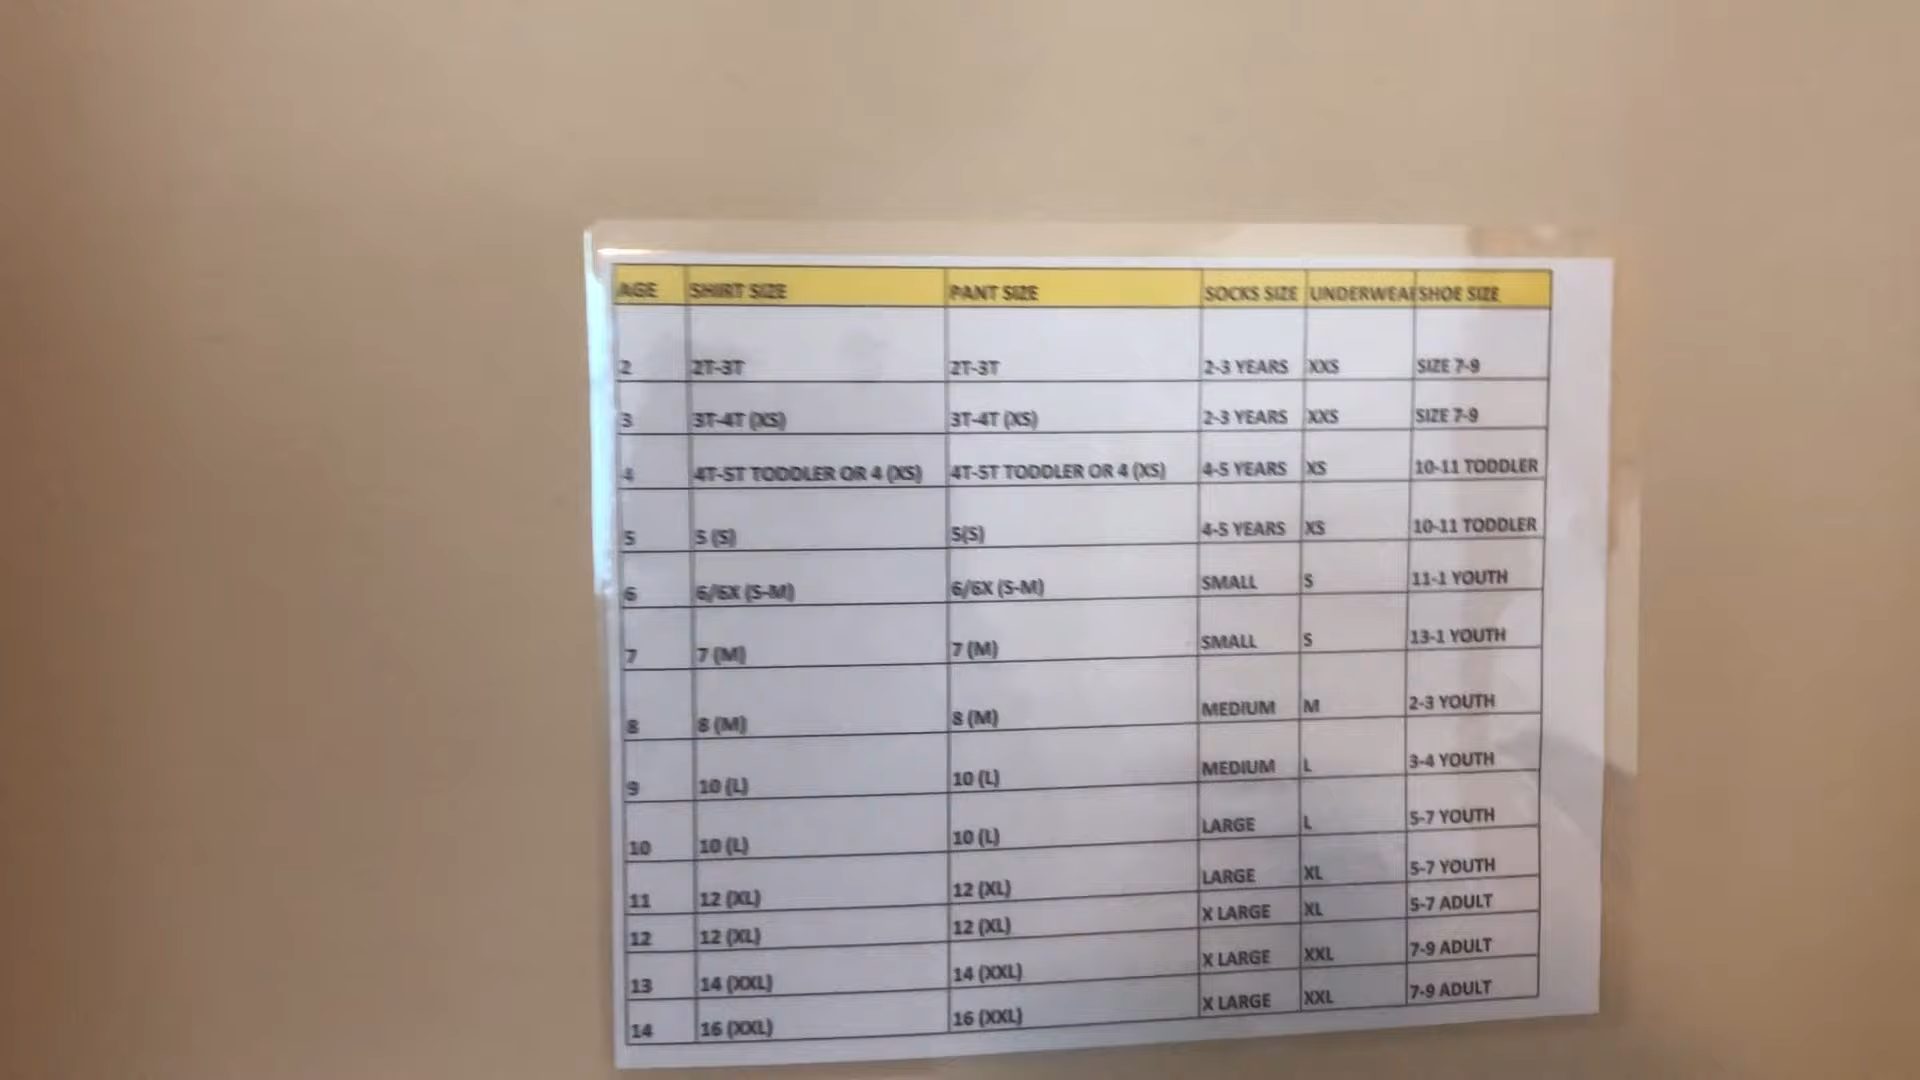 AGE SHIRT SIZE PANT SIZE SOCKS SIZE UNDERWEAR SHOE SIZE
2 2T-3T 2T-3T 2-3 YEARS XXS SIZE 7-9
3 3T-4T (XS) 3T-4T (XS) 2-3 YEARS XXS SIZE 7-9
4 4T-5T TODDLER OR 4 (XS) 4T-5T TODDLER OR 4 (XS) 4-5 YEARS XS 10-11 TODDLER
5 5 (S) 5(S) 4-5 YEARS XS 10-11 TODDLER
6 6/6X (S-M) 6/6X (S-M) SMALL S 11-1 YOUTH
7 7 (M) 7 (M) SMALL S 13-1 YOUTH
8 8 (M) 8 (M) MEDIUM M 2-3 YOUTH
9 10 (L) 10 (L) MEDIUM L 3-4 YOUTH
10 10 (L) 10 (L) LARGE L 5-7 YOUTH
11 12 (XL) 12 (XL) LARGE XL 5-7 YOUTH
12 12 (XL) 12 (XL) X LARGE XL 5-7 ADULT
13 14 (XXL) 14 (XXL) X LARGE XXL 7-9 ADULT
14 16 (XXL) 16 (XXL) X LARGE XXL 7-9 ADULT